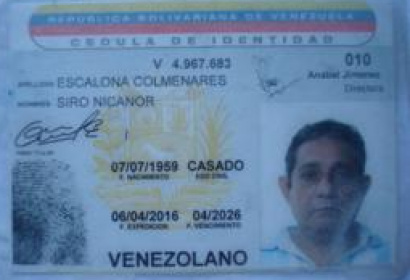 REPUBLICA BOLIVARIANA DE VENEZUELA
CEDULA DE IDENTIDAD
V 4.967.683
010
Anabel Jimenez
Directora
APELLIDOS ESCALONA COLMENARES
NOMBRES SIRO NICANOR
07/07/1959 CASADO
F. NACIMIENTO EDO CIVIL
06/04/2016 04/2026
F. EXPEDICION F. VENCIMIENTO
VENEZOLANO